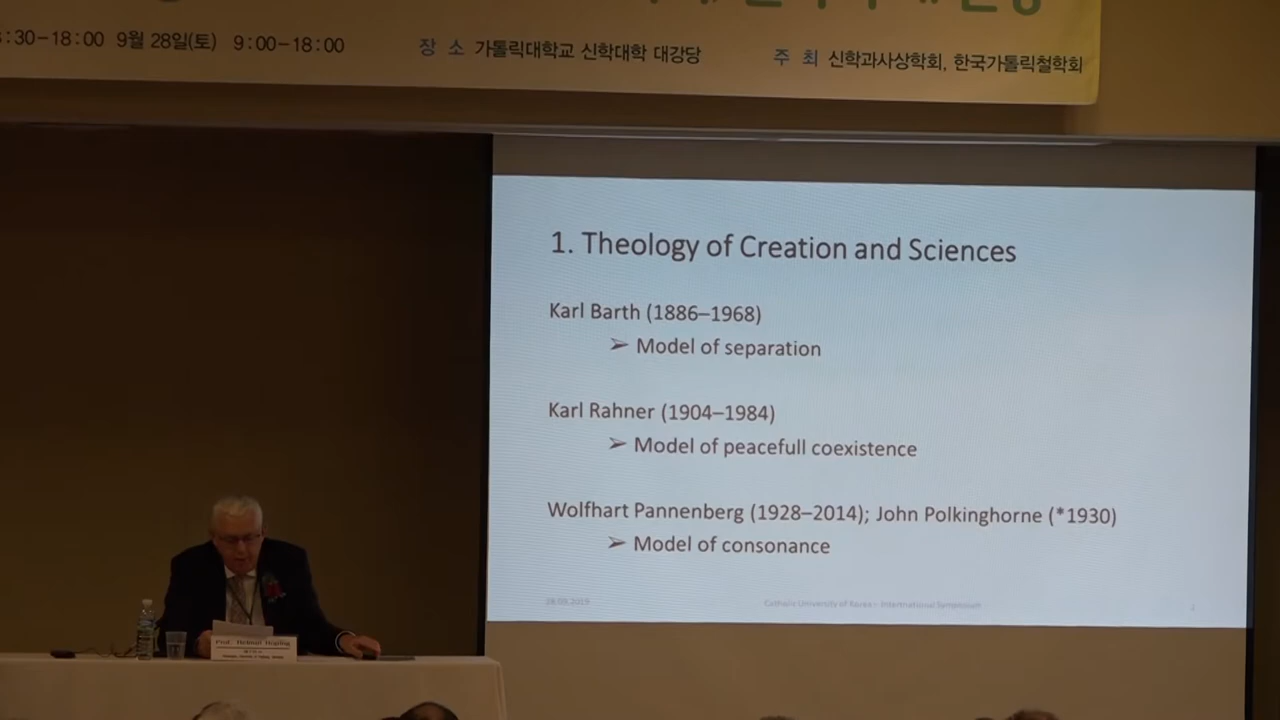 :30-18:00 9월 28일(토) 9:00-18:00 장 소 가톨릭대학교 신학대학 대강당 주 최 신학과사상학회, 한국가톨릭철학회
1. Theology of Creation and Sciences
Karl Barth (1886–1968)
➢ Model of separation
Karl Rahner (1904–1984)
➢ Model of peacefull coexistence
Wolfhart Pannenberg (1928–2014); John Polkinghorne (*1930)
➢ Model of consonance
28.09.2019 Catholic University of Korea – International Symposium
Prof. Helmut